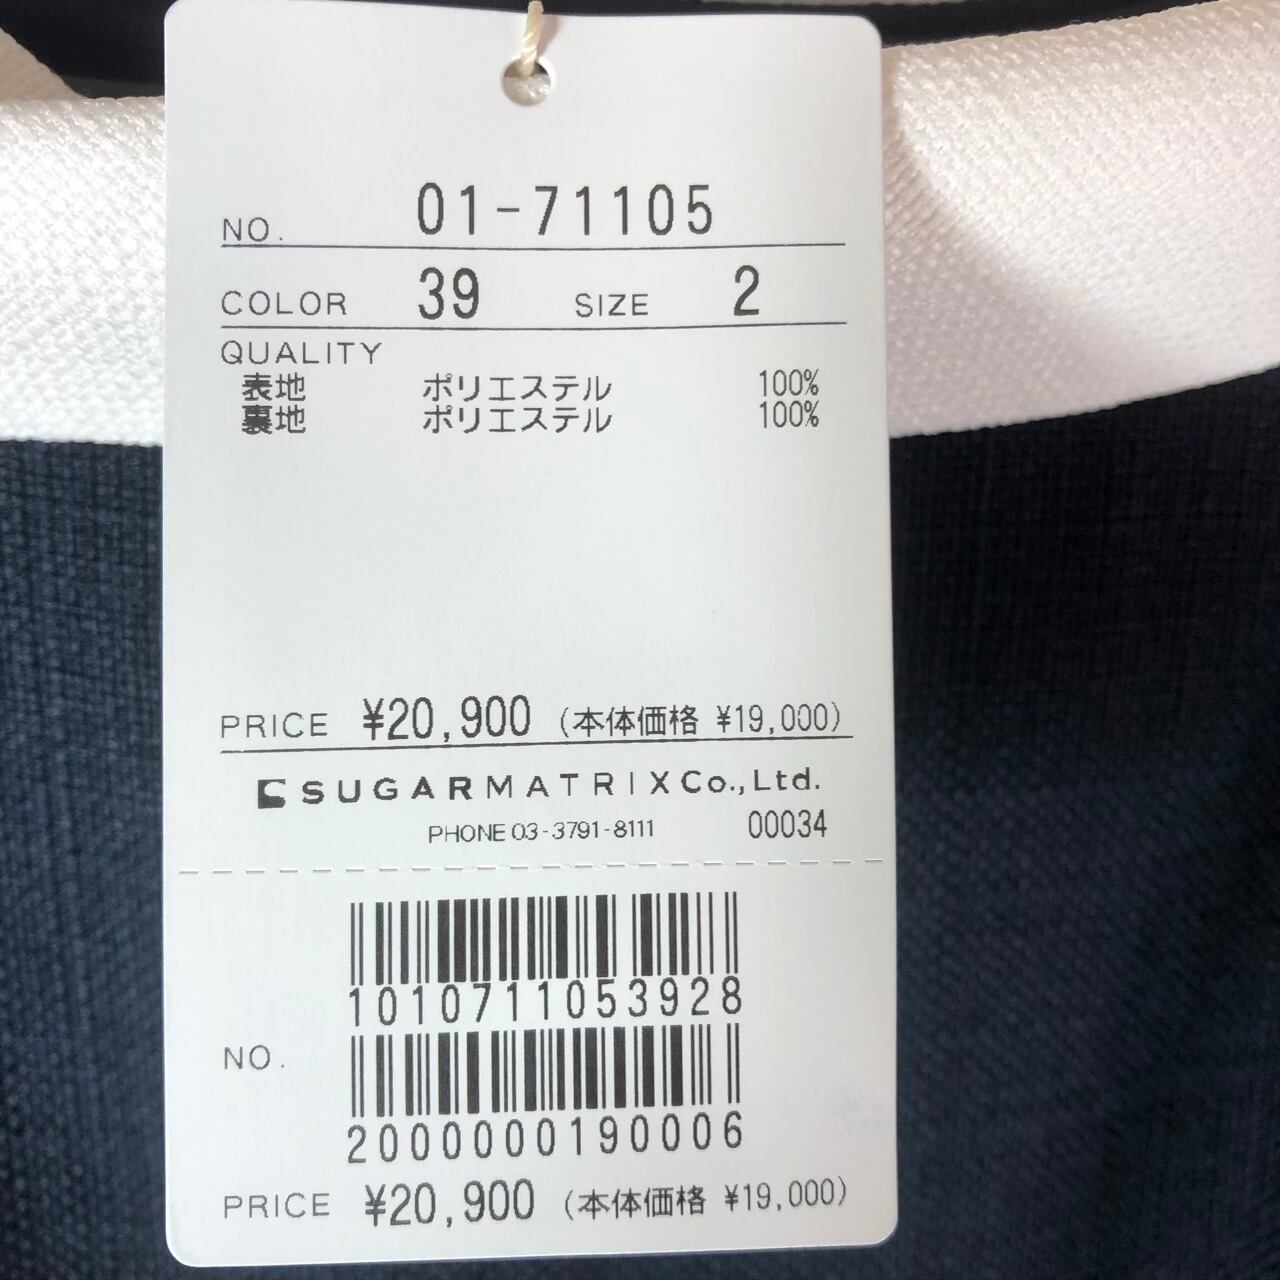 NO. 01-71105
COLOR 39 SIZE 2
QUALITY
表地 ポリエステル 100%
裏地 ポリエステル 100%
PRICE ¥20,900 (本体価格 ¥19,000)
SUGARMATRIX Co., Ltd.
PHONE 03-3791-8111 00034
1010711053928
NO.
2000000190006
PRICE ¥20,900 (本体価格 ¥19,000)